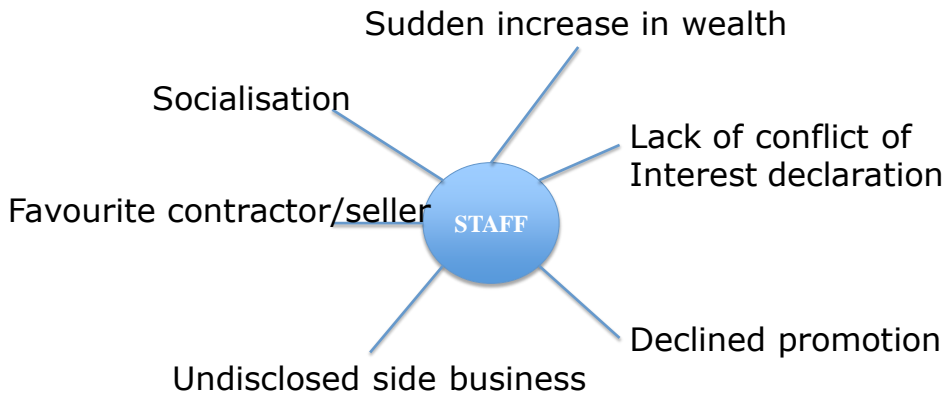 Sudden increase in wealth
Socialisation
Lack of conflict of
Interest declaration
Favourite contractor/seller
STAFF
Declined promotion
Undisclosed side business